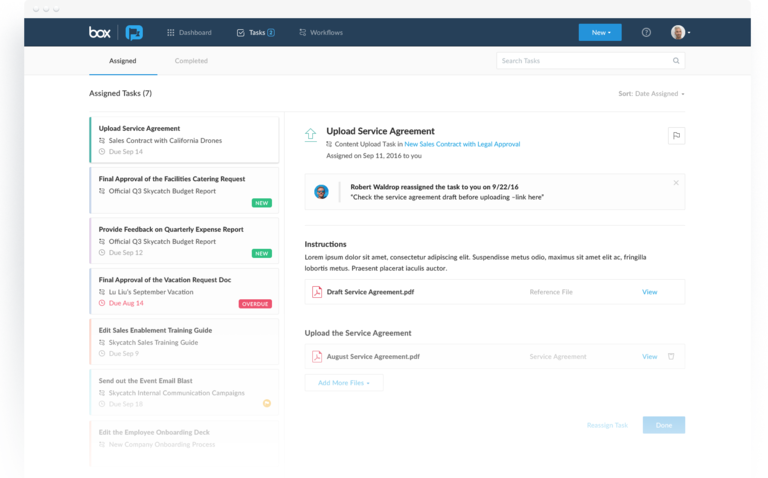 box
Dashboard
Tasks 2
Workflows
New
Assigned
Completed
Search Tasks
Assigned Tasks (7)
Sort: Date Assigned
Upload Service Agreement
Sales Contract with California Drones
Due Sep 14
Final Approval of the Facilities Catering Request
Official Q3 Skycatch Budget Report
NEW
Provide Feedback on Quarterly Expense Report
Official Q3 Skycatch Budget Report
Due Sep 12
NEW
Final Approval of the Vacation Request Doc
Lu Liu's September Vacation
Due Aug 14
OVERDUE
Edit Sales Enablement Training Guide
Skycatch Sales Training Guide
Due Sep 9
Send out the Event Email Blast
Skycatch Internal Communication Campaigns
Due Sep 18
Edit the Employee Onboarding Deck
New Company Onboarding Process
Upload Service Agreement
Content Upload Task in New Sales Contract with Legal Approval
Assigned on Sep 11, 2016 to you
Robert Waldrop reassigned the task to you on 9/22/16
"Check the service agreement draft before uploading –link here"
Instructions
Lorem ipsum dolor sit amet, consectetur adipiscing elit. Suspendisse metus odio, maximus sit amet elit ac, fringilla
lobortis metus. Praesent placerat iaculis auctor.
Draft Service Agreement.pdf
Reference File
View
Upload the Service Agreement
August Service Agreement.pdf
Service Agreement
View
Add More Files
Reassign Task
Done